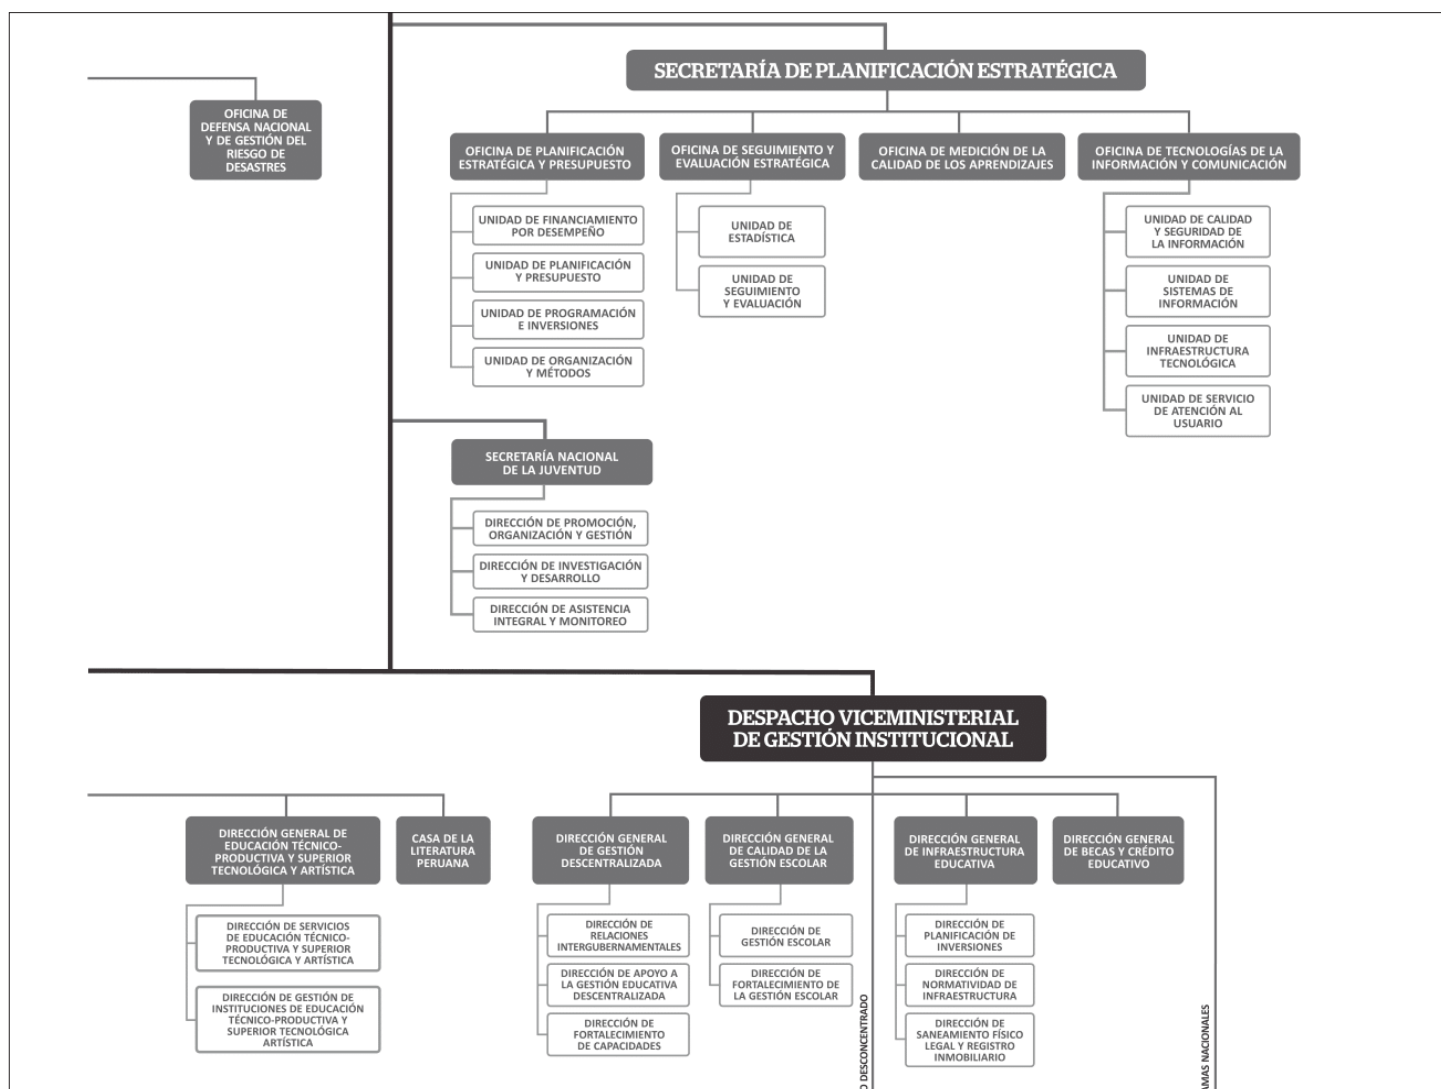 SECRETARÍA DE PLANIFICACIÓN ESTRATÉGICA
OFICINA DE
DEFENSA NACIONAL
Y DE GESTIÓN DEL
RIESGO DE
DESASTRES
OFICINA DE PLANIFICACIÓN
ESTRATÉGICA Y PRESUPUESTO
OFICINA DE SEGUIMIENTO Y
EVALUACIÓN ESTRATÉGICA
OFICINA DE MEDICIÓN DE LA
CALIDAD DE LOS APRENDIZAJES
OFICINA DE TECNOLOGÍAS DE LA
INFORMACIÓN Y COMUNICACIÓN
UNIDAD DE FINANCIAMIENTO
POR DESEMPEÑO
UNIDAD DE PLANIFICACIÓN
Y PRESUPUESTO
UNIDAD DE PROGRAMACIÓN
E INVERSIONES
UNIDAD DE ORGANIZACIÓN
Y MÉTODOS
UNIDAD DE
ESTADÍSTICA
UNIDAD DE
SEGUIMIENTO
Y EVALUACIÓN
UNIDAD DE CALIDAD
Y SEGURIDAD DE
LA INFORMACIÓN
UNIDAD DE
SISTEMAS DE
INFORMACIÓN
UNIDAD DE
INFRAESTRUCTURA
TECNOLÓGICA
UNIDAD DE SERVICIO
DE ATENCIÓN AL
USUARIO
SECRETARÍA NACIONAL
DE LA JUVENTUD
DIRECCIÓN DE PROMOCIÓN,
ORGANIZACIÓN Y GESTIÓN
DIRECCIÓN DE INVESTIGACIÓN
Y DESARROLLO
DIRECCIÓN DE ASISTENCIA
INTEGRAL Y MONITOREO
DESPACHO VICEMINISTERIAL
DE GESTIÓN INSTITUCIONAL
DIRECCIÓN GENERAL DE
EDUCACIÓN TÉCNICO-
PRODUCTIVA Y SUPERIOR
TECNOLÓGICA Y ARTÍSTICA
CASA DE LA
LITERATURA
PERUANA
DIRECCIÓN GENERAL
DE GESTIÓN
DESCENTRALIZADA
DIRECCIÓN GENERAL
DE CALIDAD DE LA
GESTIÓN ESCOLAR
DIRECCIÓN GENERAL
DE INFRAESTRUCTURA
EDUCATIVA
DIRECCIÓN GENERAL
DE BECAS Y CRÉDITO
EDUCATIVO
DIRECCIÓN DE SERVICIOS
DE EDUCACIÓN TÉCNICO-
PRODUCTIVA Y SUPERIOR
TECNOLÓGICA Y ARTÍSTICA
DIRECCIÓN DE GESTIÓN DE
INSTITUCIONES DE EDUCACIÓN
TÉCNICO-PRODUCTIVA Y
SUPERIOR TECNOLÓGICA
ARTÍSTICA
DIRECCIÓN DE
RELACIONES
INTERGUBERNAMENTALES
DIRECCIÓN DE APOYO A
LA GESTIÓN EDUCATIVA
DESCENTRALIZADA
DIRECCIÓN DE
FORTALECIMIENTO
DE CAPACIDADES
DIRECCIÓN DE
GESTIÓN ESCOLAR
DIRECCIÓN DE
FORTALECIMIENTO DE
LA GESTIÓN ESCOLAR
DIRECCIÓN DE
PLANIFICACIÓN DE
INVERSIONES
DIRECCIÓN DE
NORMATIVIDAD DE
INFRAESTRUCTURA
DIRECCIÓN DE
SANEAMIENTO FÍSICO
LEGAL Y REGISTRO
INMOBILIARIO
DESCONCENTRADO
NACIONALES